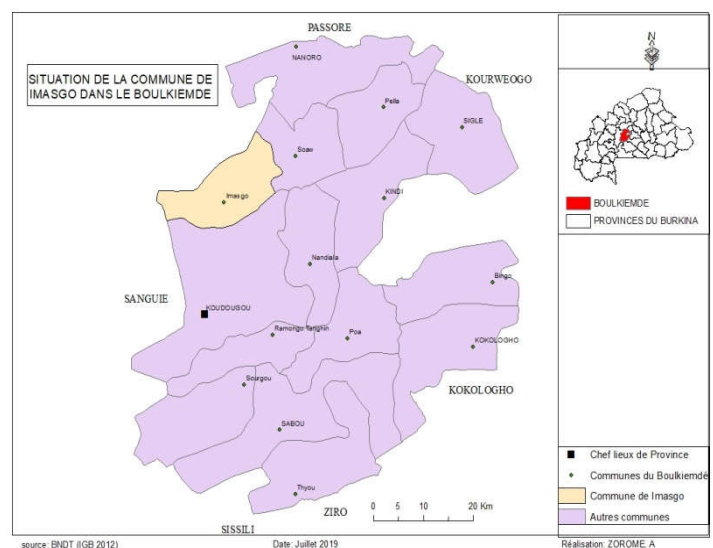 SITUATION DE LA COMMUNE DE
IMASGO DANS LE BOULKIEMDE
PASSORE
NANORO
KOURWEOGO
Pella
SIGLE
Soaw
Imasgo
KINDI
Nandiala
Bingo
SANGUIE
KOUDOUGOU
Ramongo Tanghin
Poa
KOKOLOGHO
Sourgou
KOKOLOGHO
SABOU
Thyou
ZIRO
SISSILI
0 5 10 20 Km
N
BOULKIEMDE
PROVINCES DU BURKINA
Chef lieux de Province
Communes du Boulkiemdé
Commune de Imasgo
Autres communes
source: BNDT (IGB 2012)
Date: Juillet 2019
Réalisation: ZOROME, A